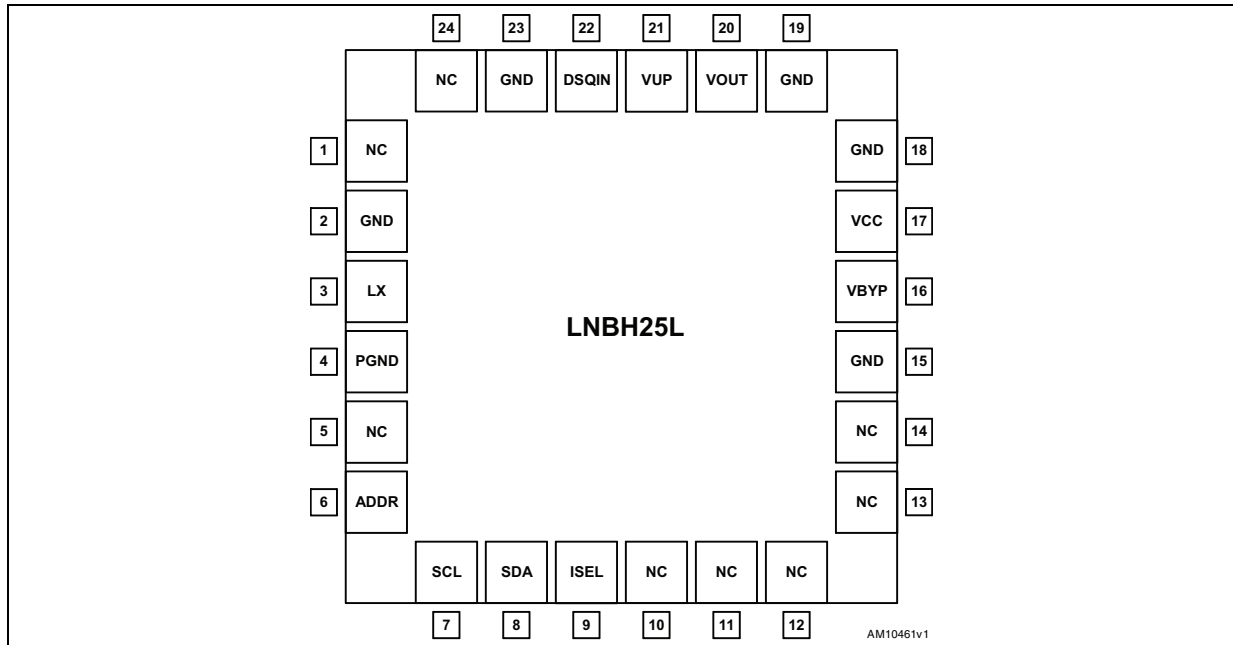 24 23 22 21 20 19
NC GND DSQIN VUP VOUT GND
1 NC GND 18
2 GND VCC 17
3 LX VBYP 16
LNBH25L
4 PGND GND 15
5 NC NC 14
6 ADDR NC 13
SCL SDA ISEL NC NC NC
7 8 9 10 11 12
AM10461v1